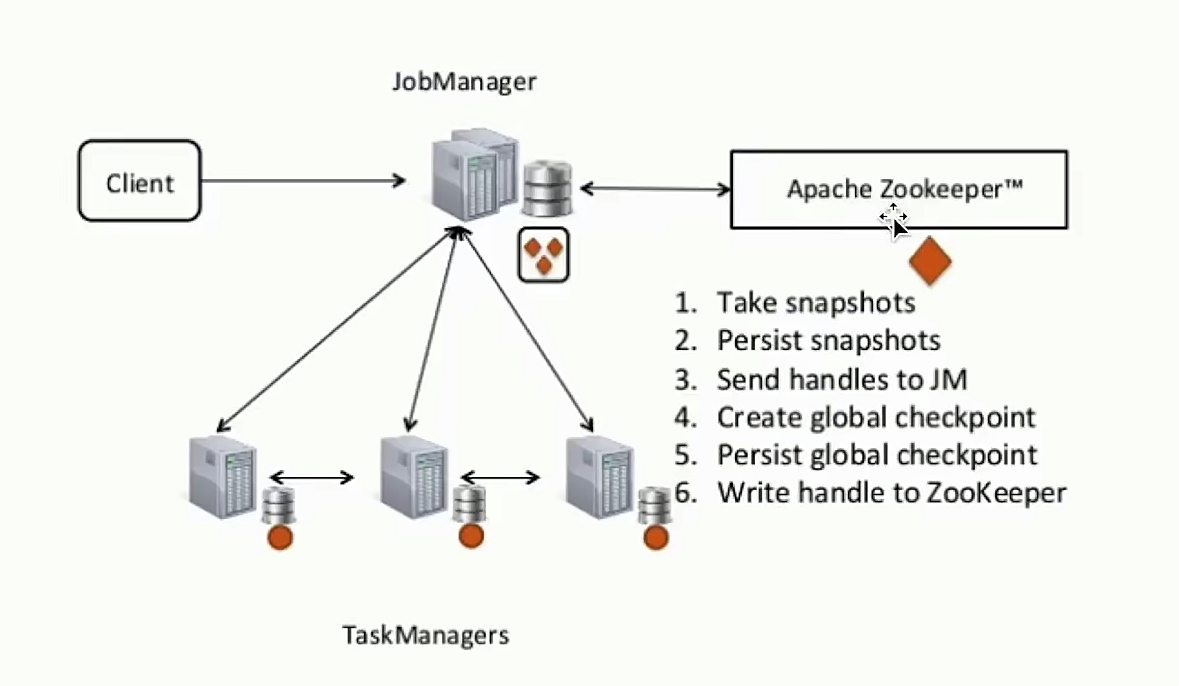 JobManager
Client
Apache Zookeeper™
1. Take snapshots
2. Persist snapshots
3. Send handles to JM
4. Create global checkpoint
5. Persist global checkpoint
6. Write handle to ZooKeeper
TaskManagers